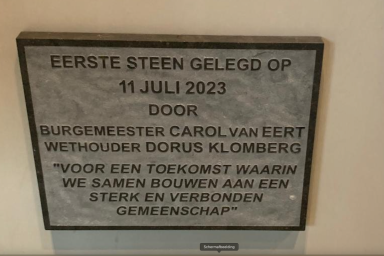 EERSTE STEEN GELEGD OP
11 JULI 2023
DOOR
BURGEMEESTER CAROL VAN EERT
WETHOUDER DORUS KLOMBERG
"VOOR EEN TOEKOMST WAARIN
WE SAMEN BOUWEN AAN EEN
STERK EN VERBONDEN
GEMEENSCHAP"
Schermafbeelding